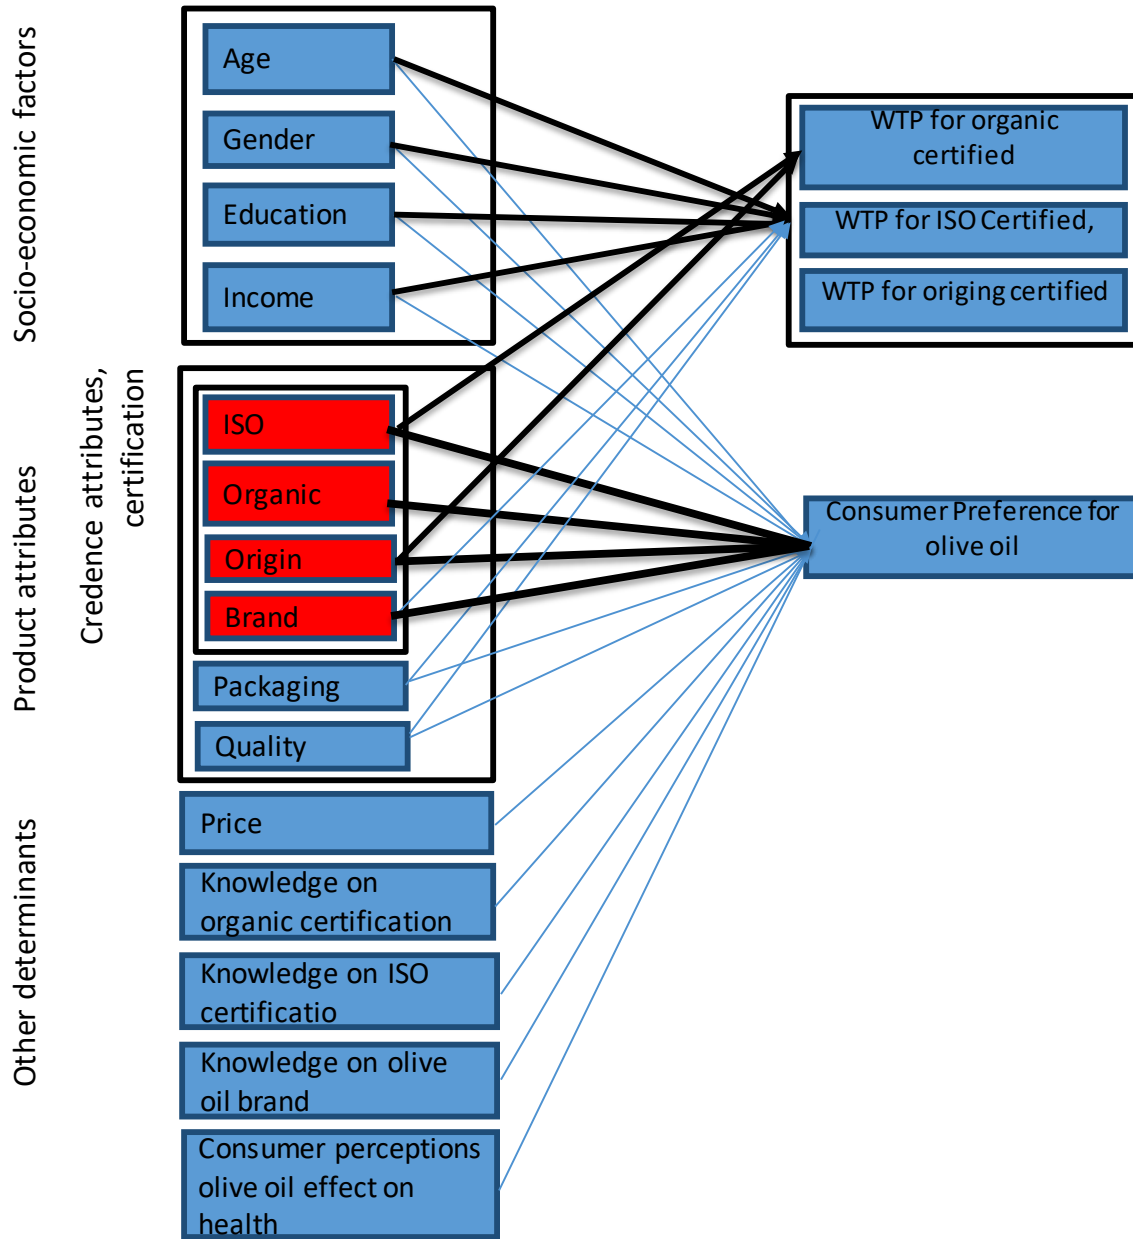 Socio-economic factors
Age
Gender
Education
Income
WTP for organic
certified
WTP for ISO Certified,
WTP for origing certified
Product attributes
Credence attributes,
certification
ISO
Organic
Origin
Brand
Packaging
Quality
Consumer Preference for
olive oil
Other determinants
Price
Knowledge on
organic certification
Knowledge on ISO
certificatio
Knowledge on olive
oil brand
Consumer perceptions
olive oil effect on
health